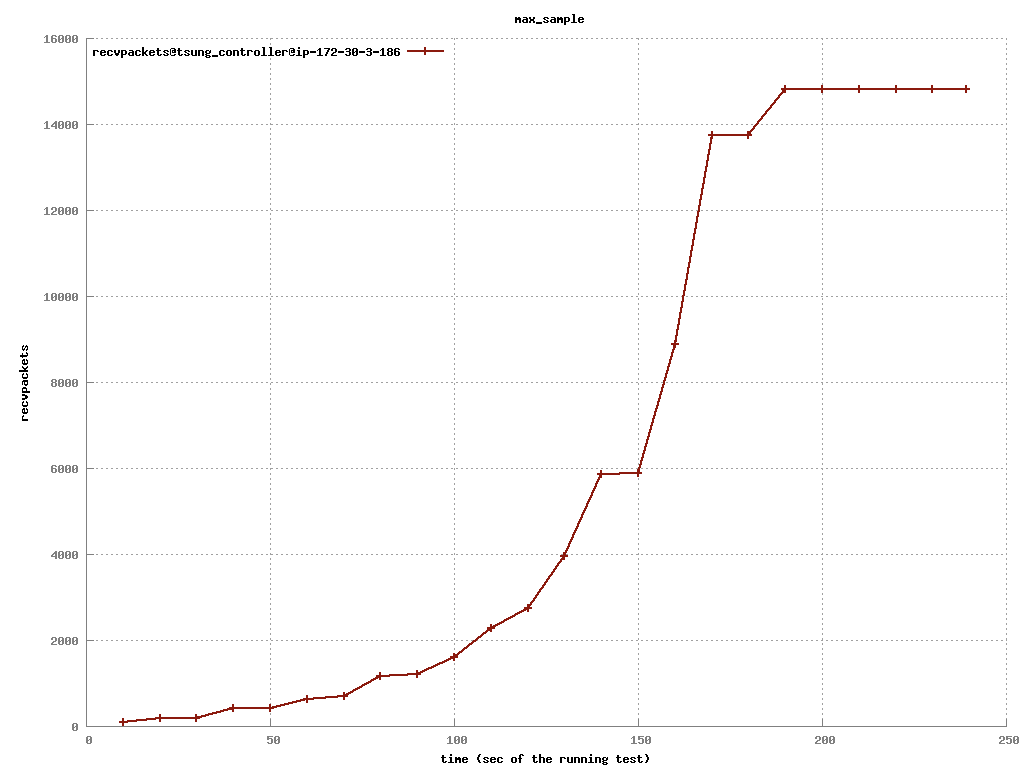 max_sample
recvpackets@tsung_controller@ip-172-30-3-186
16000
14000
12000
10000
8000
6000
4000
2000
0
recvpackets
0 50 100 150 200 250
time (sec of the running test)